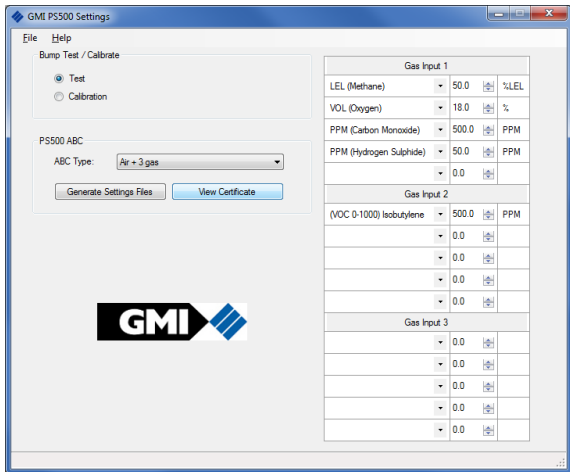 GMI PS500 Settings
File Help
Bump Test / Calibrate
Test
Calibration
PS500 ABC
ABC Type: Air + 3 gas
Generate Settings Files View Certificate
GMI
Gas Input 1
LEL (Methane) 50.0 %LEL
VOL (Oxygen) 18.0 %
PPM (Carbon Monoxide) 500.0 PPM
PPM (Hydrogen Sulphide) 50.0 PPM
0.0
Gas Input 2
(VOC 0-1000) Isobutylene 500.0 PPM
0.0
0.0
0.0
0.0
Gas Input 3
0.0
0.0
0.0
0.0
0.0